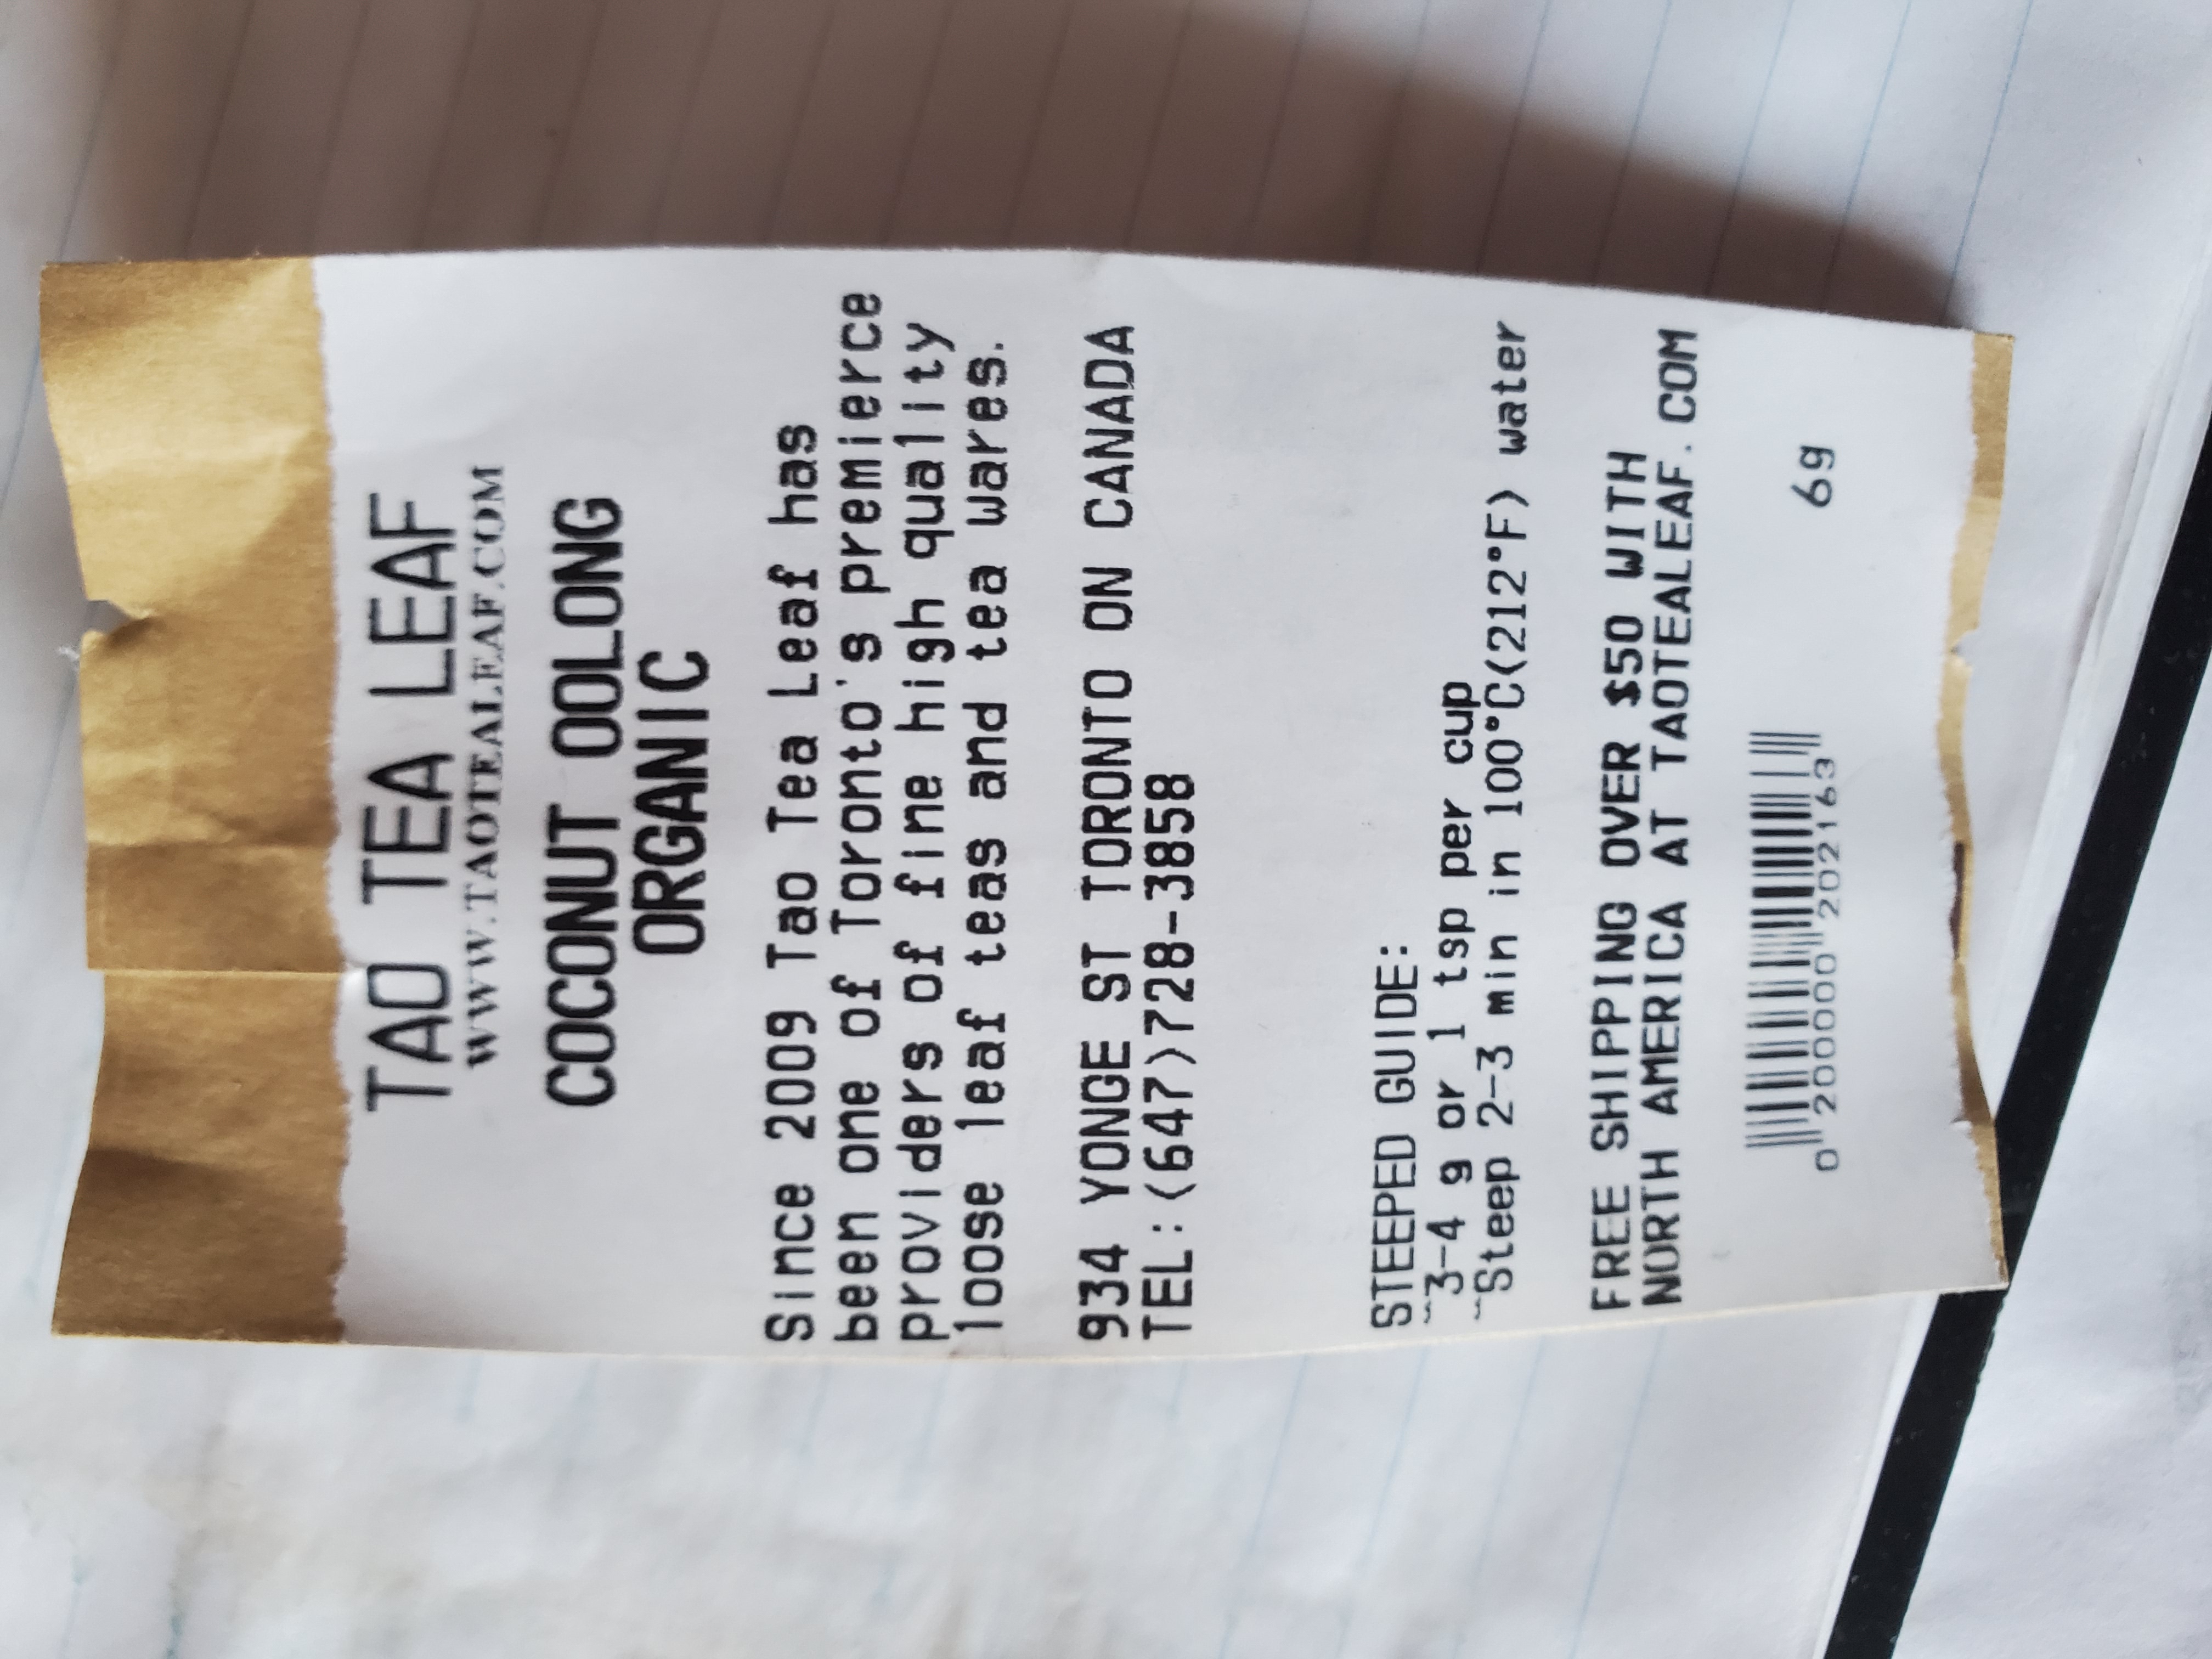 TAO TEA LEAF
WWW.TAOTEALEAF.COM
COCONUT OOLONG
ORGANIC
Since 2009 Tao Tea Leaf has
been one of Toronto's premierce
providers of fine high quality
loose leaf teas and tea wares.
934 YONGE ST TORONTO ON CANADA
TEL:(647)728-3858
STEEPED GUIDE:
~3-4 g or 1 tsp per cup
~Steep 2-3 min in 100°C(212°F) water
FREE SHIPPING OVER $50 WITH
NORTH AMERICA AT TAOTEALEAF.COM
0 200000 202163
6g